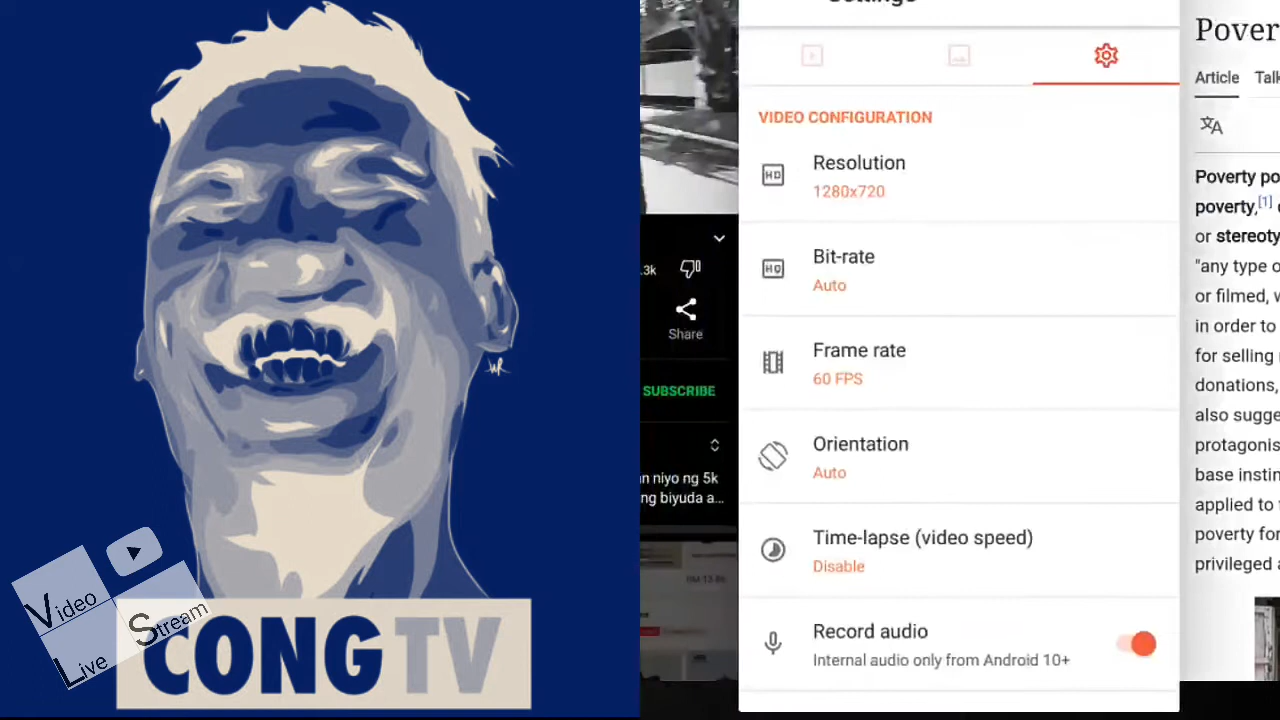 CONG TV
Video
Live Stream
.3k
Share
SUBSCRIBE
n niyo ng 5k
ng biyuda a...
Settings
VIDEO CONFIGURATION
HD
Resolution
1280x720
HQ
Bit-rate
Auto
Frame rate
60 FPS
Orientation
Auto
Time-lapse (video speed)
Disable
Record audio
Internal audio only from Android 10+
Pover
Article Talk
Poverty po
poverty,[1]
or stereoty
"any type o
or filmed, w
in order to
for selling
donations,
also sugge
protagonis
base instin
applied to
poverty for
privileged a